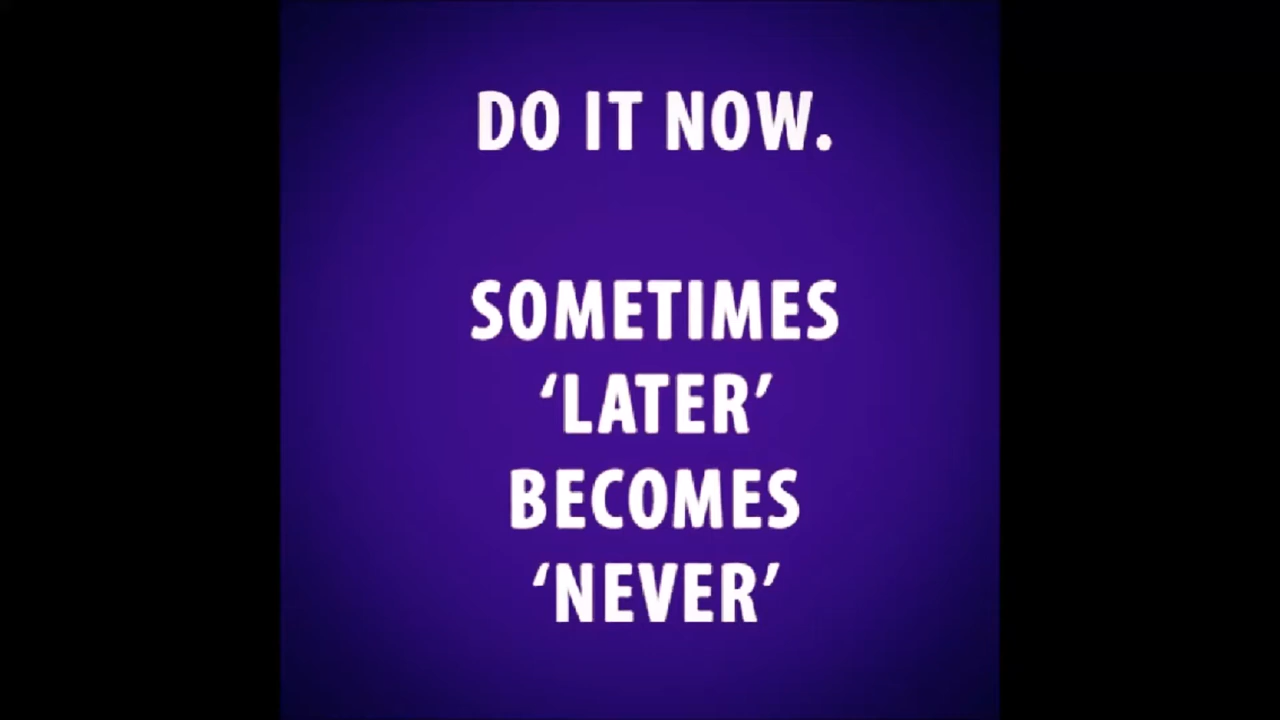 DO IT NOW.
SOMETIMES
‘LATER’
BECOMES
‘NEVER’